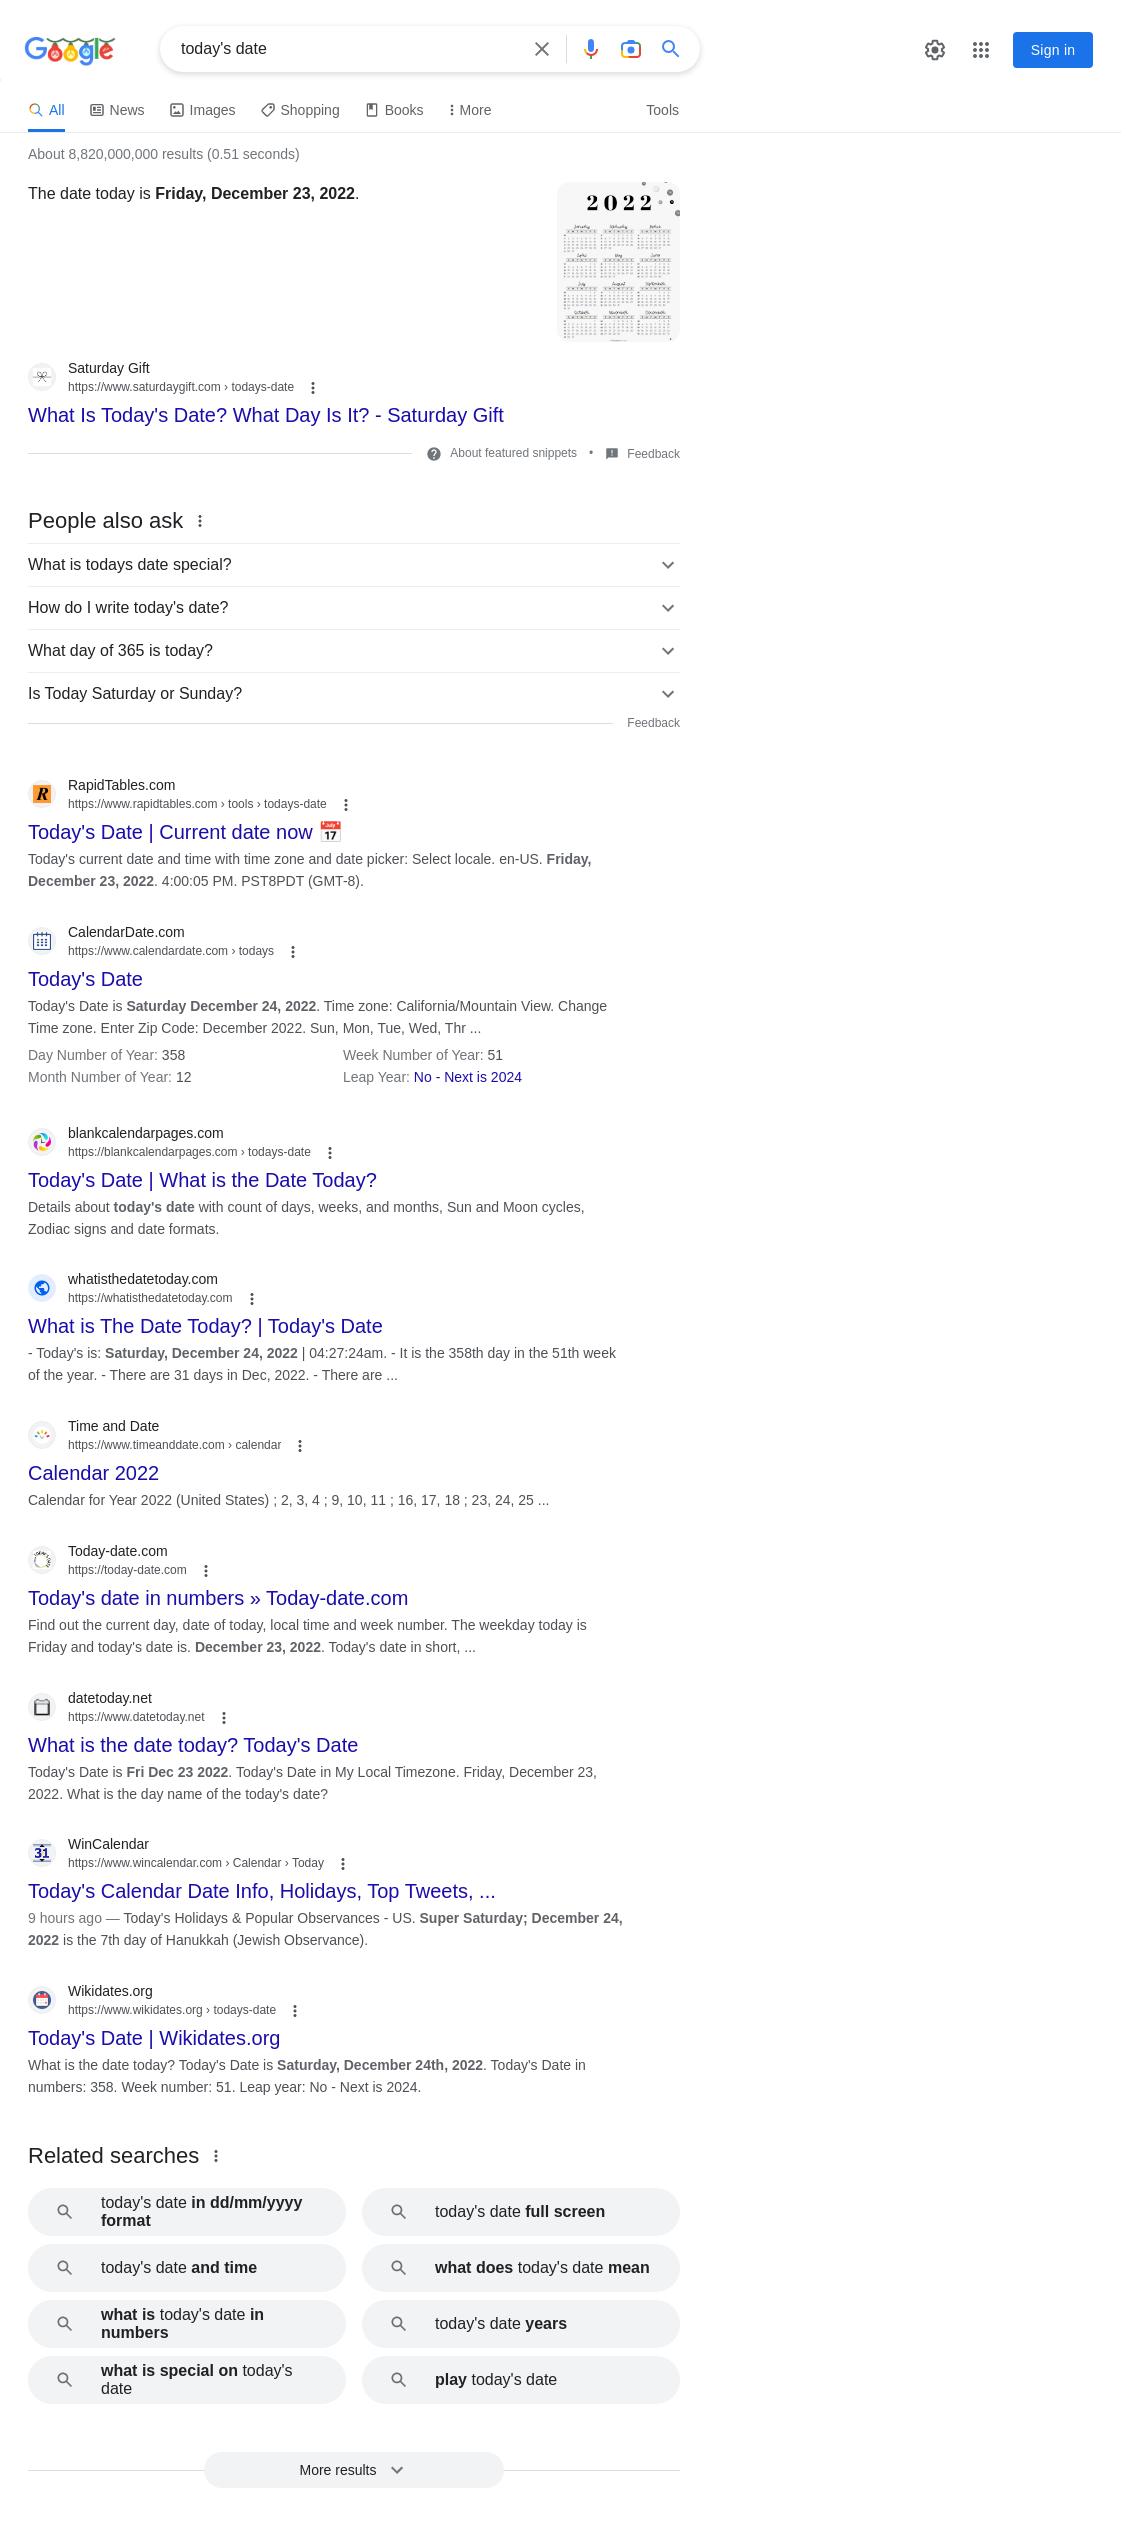 Google
today's date
Sign in
All
News
Images
Shopping
Books
More
Tools
About 8,820,000,000 results (0.51 seconds)
The date today is Friday, December 23, 2022.
2022
Saturday Gift
https://www.saturdaygift.com › todays-date
What Is Today's Date? What Day Is It? - Saturday Gift
About featured snippets • Feedback
People also ask
What is todays date special?
How do I write today's date?
What day of 365 is today?
Is Today Saturday or Sunday?
Feedback
RapidTables.com
https://www.rapidtables.com › tools › todays-date
Today's Date | Current date now 📅
Today's current date and time with time zone and date picker: Select locale. en-US. Friday,
December 23, 2022. 4:00:05 PM. PST8PDT (GMT-8).
CalendarDate.com
https://www.calendardate.com › todays
Today's Date
Today's Date is Saturday December 24, 2022. Time zone: California/Mountain View. Change
Time zone. Enter Zip Code: December 2022. Sun, Mon, Tue, Wed, Thr ...
Day Number of Year: 358
Week Number of Year: 51
Month Number of Year: 12
Leap Year: No - Next is 2024
blankcalendarpages.com
https://blankcalendarpages.com › todays-date
Today's Date | What is the Date Today?
Details about today's date with count of days, weeks, and months, Sun and Moon cycles,
Zodiac signs and date formats.
whatisthedatetoday.com
https://whatisthedatetoday.com
What is The Date Today? | Today's Date
- Today's is: Saturday, December 24, 2022 | 04:27:24am. - It is the 358th day in the 51th week
of the year. - There are 31 days in Dec, 2022. - There are ...
Time and Date
https://www.timeanddate.com › calendar
Calendar 2022
Calendar for Year 2022 (United States) ; 2, 3, 4 ; 9, 10, 11 ; 16, 17, 18 ; 23, 24, 25 ...
Today-date.com
https://today-date.com
Today's date in numbers » Today-date.com
Find out the current day, date of today, local time and week number. The weekday today is
Friday and today's date is. December 23, 2022. Today's date in short, ...
datetoday.net
https://www.datetoday.net
What is the date today? Today's Date
Today's Date is Fri Dec 23 2022. Today's Date in My Local Timezone. Friday, December 23,
2022. What is the day name of the today's date?
31
WinCalendar
https://www.wincalendar.com › Calendar › Today
Today's Calendar Date Info, Holidays, Top Tweets, ...
9 hours ago — Today's Holidays & Popular Observances - US. Super Saturday; December 24,
2022 is the 7th day of Hanukkah (Jewish Observance).
Wikidates.org
https://www.wikidates.org › todays-date
Today's Date | Wikidates.org
What is the date today? Today's Date is Saturday, December 24th, 2022. Today's Date in
numbers: 358. Week number: 51. Leap year: No - Next is 2024.
Related searches
today's date in dd/mm/yyyy
format
today's date full screen
today's date and time
what does today's date mean
what is today's date in
numbers
today's date years
what is special on today's
date
play today's date
More results